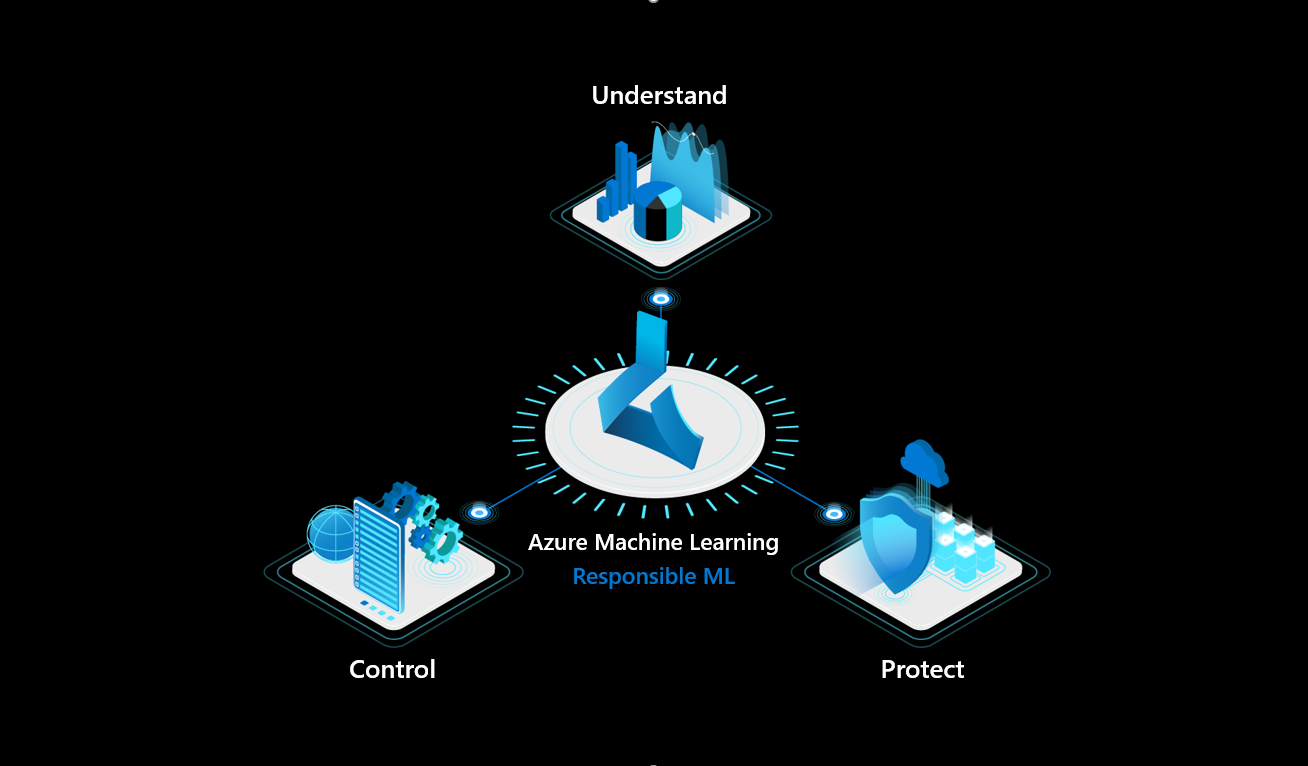 Understand
Azure Machine Learning
Responsible ML
Control
Protect